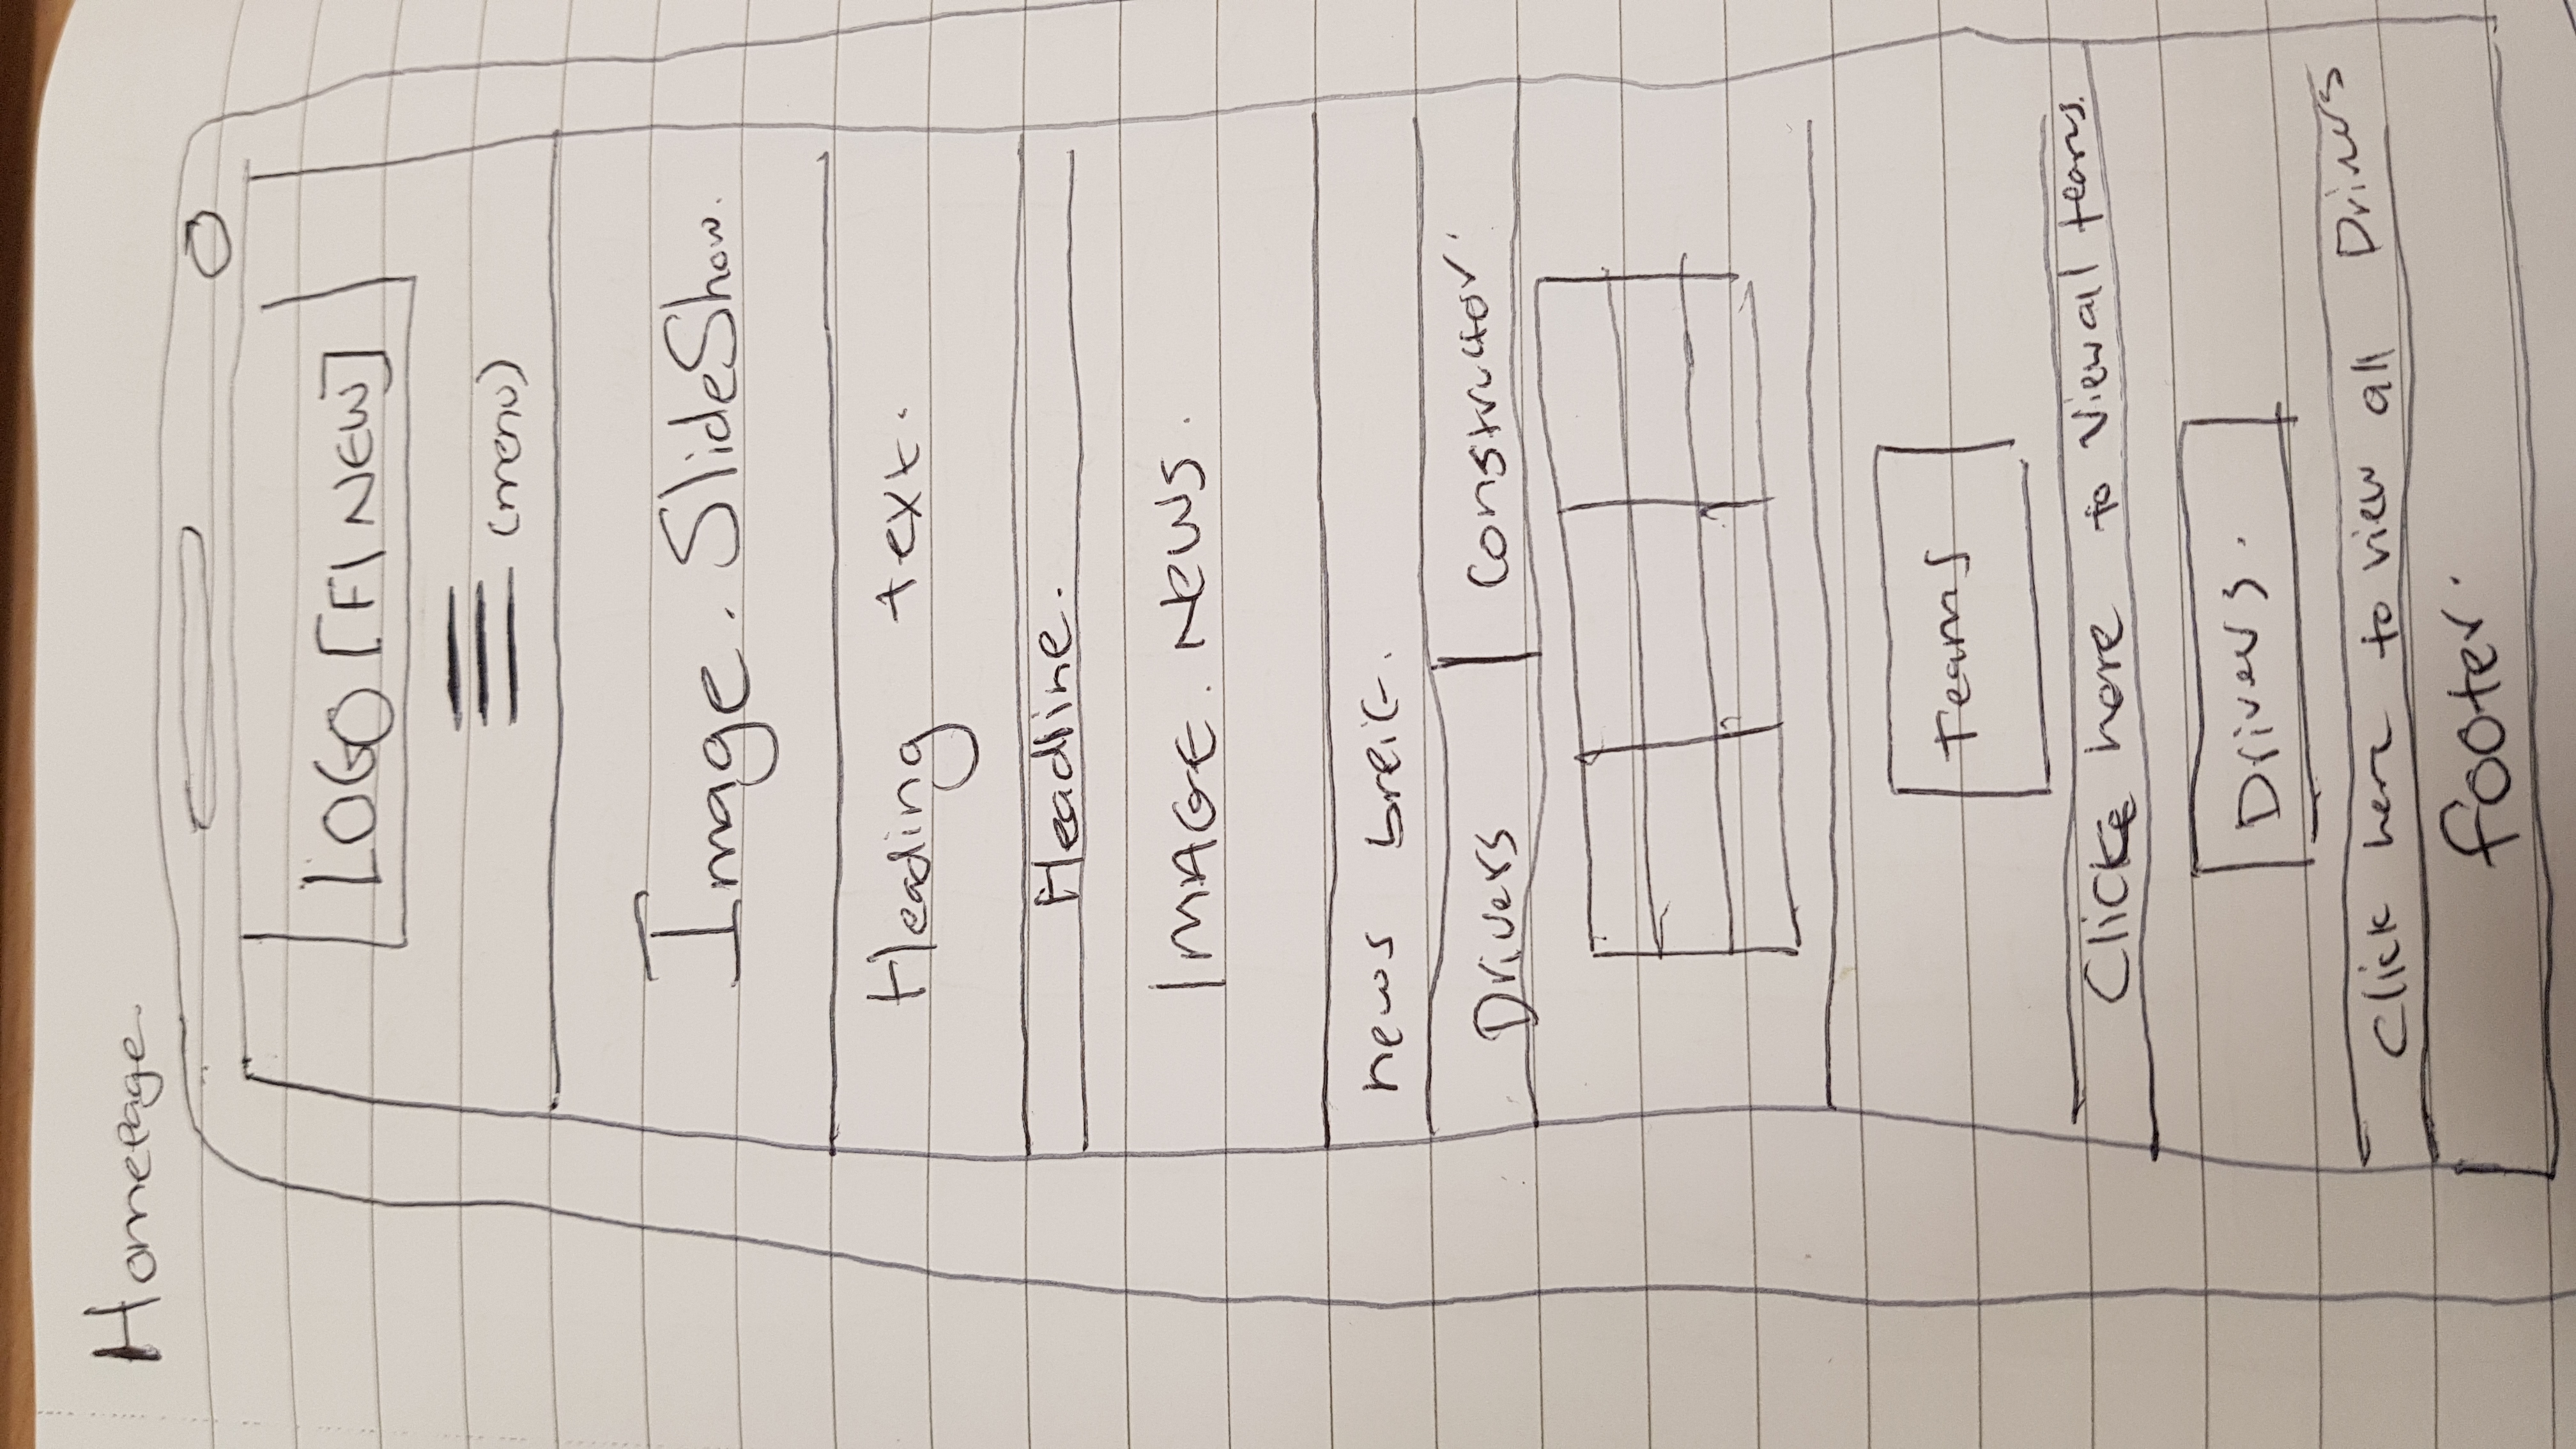 Homepage
LOGO [F1 NEW]
(menu)
Image. SlideShow.
Heading text.
Headline.
IMAGE. NEWS.
news breif.
Drivers Constructor.
Teams
Click here to View all teams.
Drivers.
Click here to view all Drivers
footer.